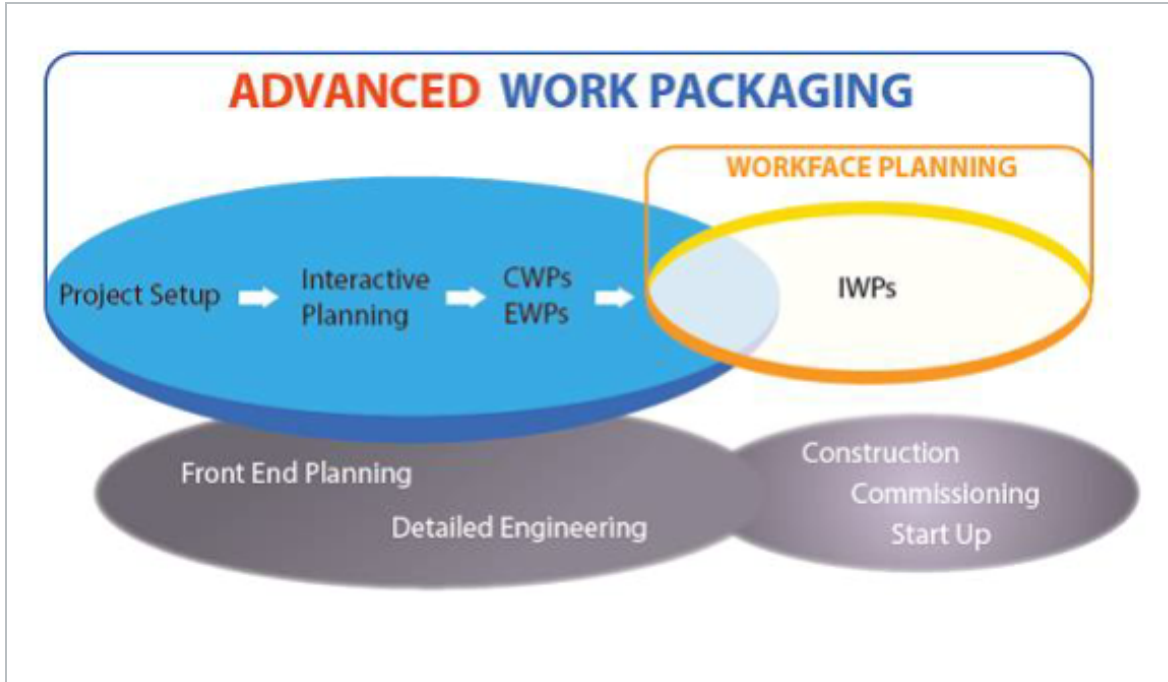 ADVANCED WORK PACKAGING
WORKFACE PLANNING
Project Setup
Interactive
Planning
CWPs
EWPs
IWPs
Front End Planning
Detailed Engineering
Construction
Commissioning
Start Up